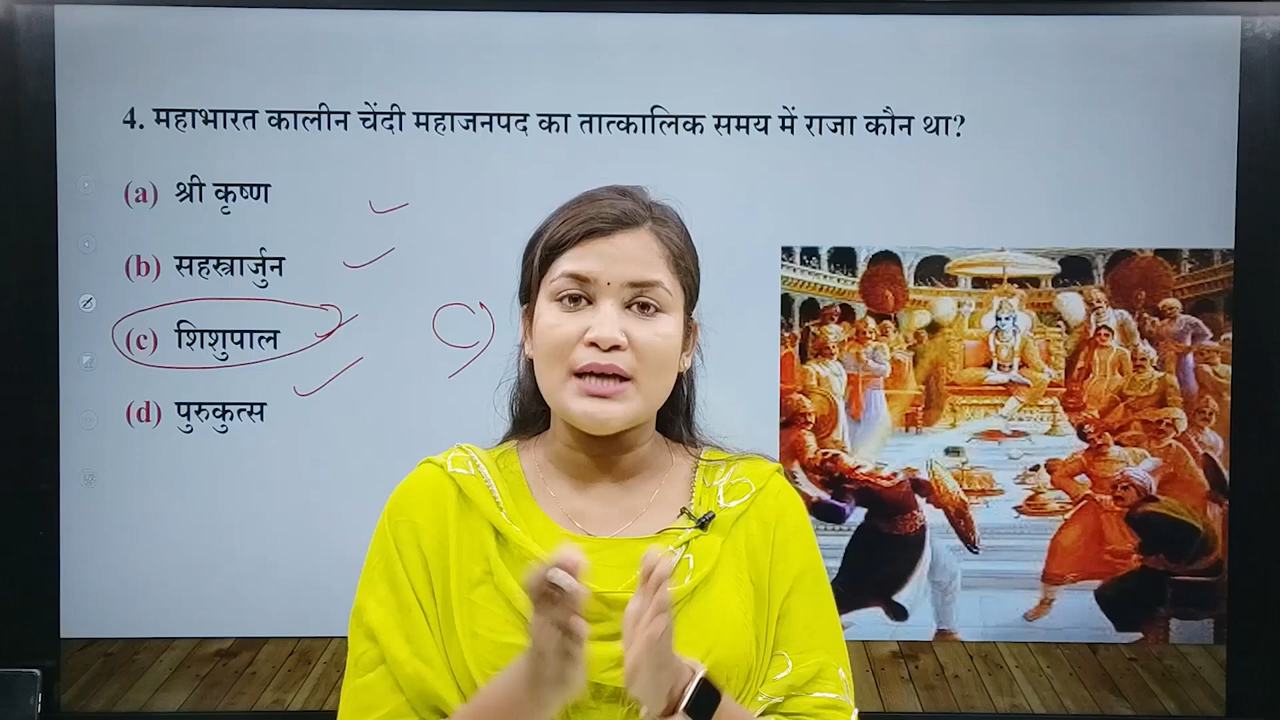 4. महाभारत कालीन चेंदी महाजनपद का तात्कालिक समय में राजा कौन था?
(a) श्री कृष्ण
(b) सहस्त्रार्जुन
(c) शिशुपाल
(d) पुरुकुत्स
C)